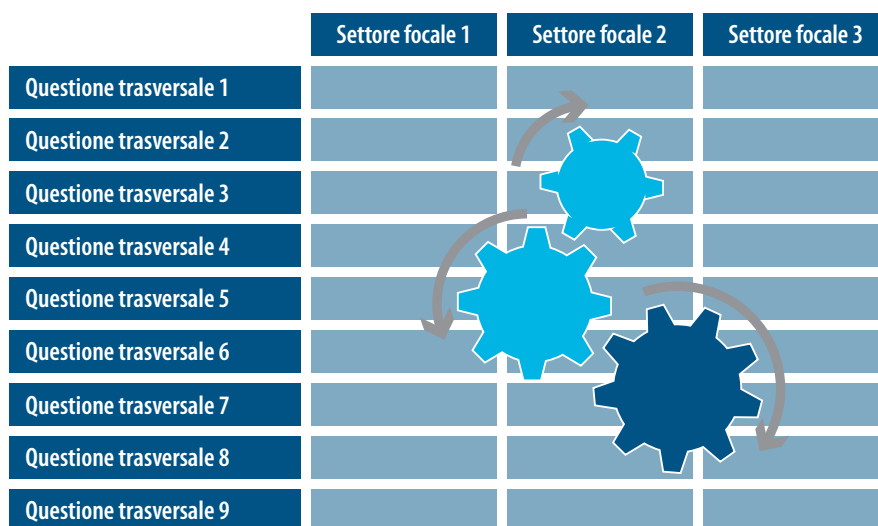 Settore focale 1 Settore focale 2 Settore focale 3
Questione trasversale 1
Questione trasversale 2
Questione trasversale 3
Questione trasversale 4
Questione trasversale 5
Questione trasversale 6
Questione trasversale 7
Questione trasversale 8
Questione trasversale 9